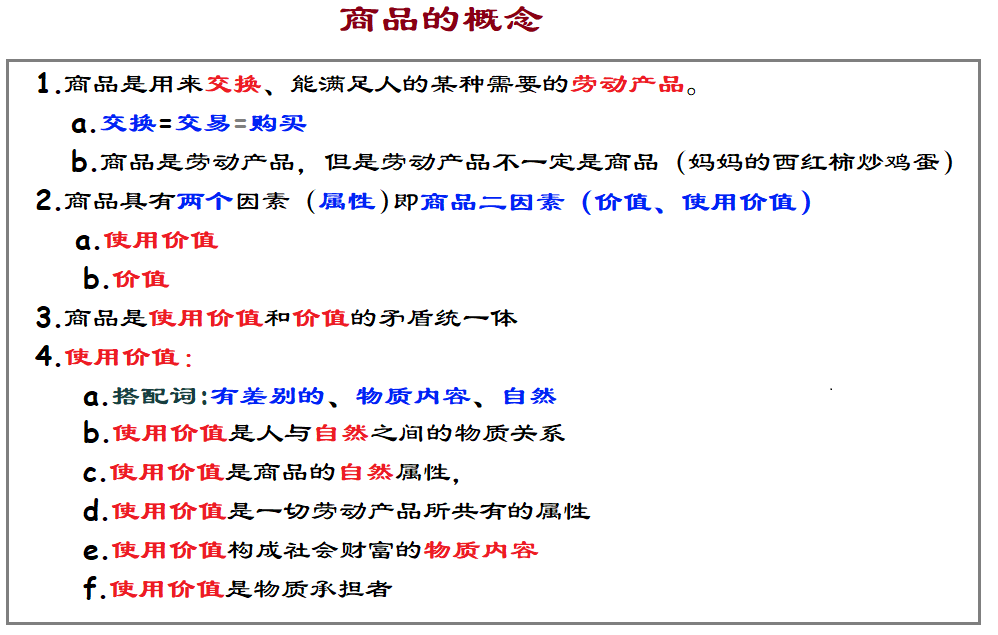 商品的概念
1.商品是用来交换、能满足人的某种需要的劳动产品。
a.交换=交易=购买
b.商品是劳动产品，但是劳动产品不一定是商品（妈妈的西红柿炒鸡蛋）
2.商品具有两个因素（属性)即商品二因素（价值、使用价值）
a.使用价值
b.价值
3.商品是使用价值和价值的矛盾统一体
4.使用价值：
a.搭配词:有差别的、物质内容、自然
b.使用价值是人与自然之间的物质关系
c.使用价值是商品的自然属性，
d.使用价值是一切劳动产品所共有的属性
e.使用价值构成社会财富的物质内容
f.使用价值是物质承担者